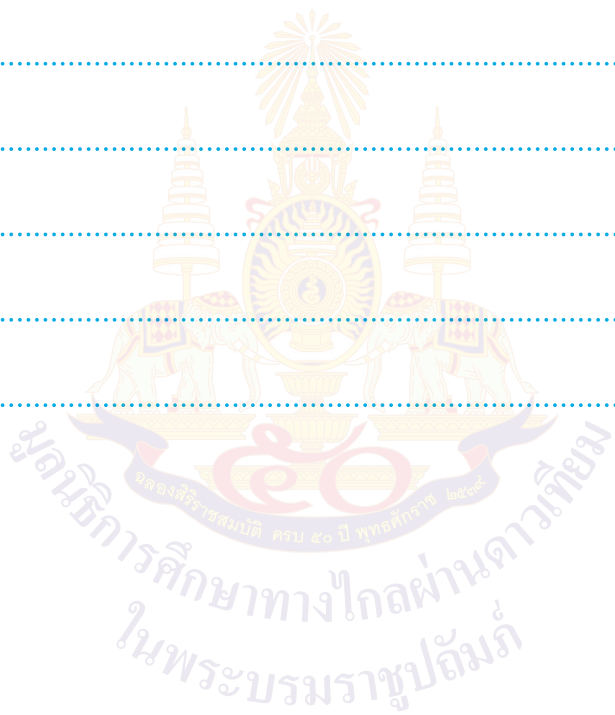 ๕๐
ฉลองสิริราชสมบัติ ครบ ๕๐ ปี พุทธศักราช ๒๕๓๙
มูลนิธิการศึกษาทางไกลผ่านดาวเทียม
ในพระบรมราชูปถัมภ์